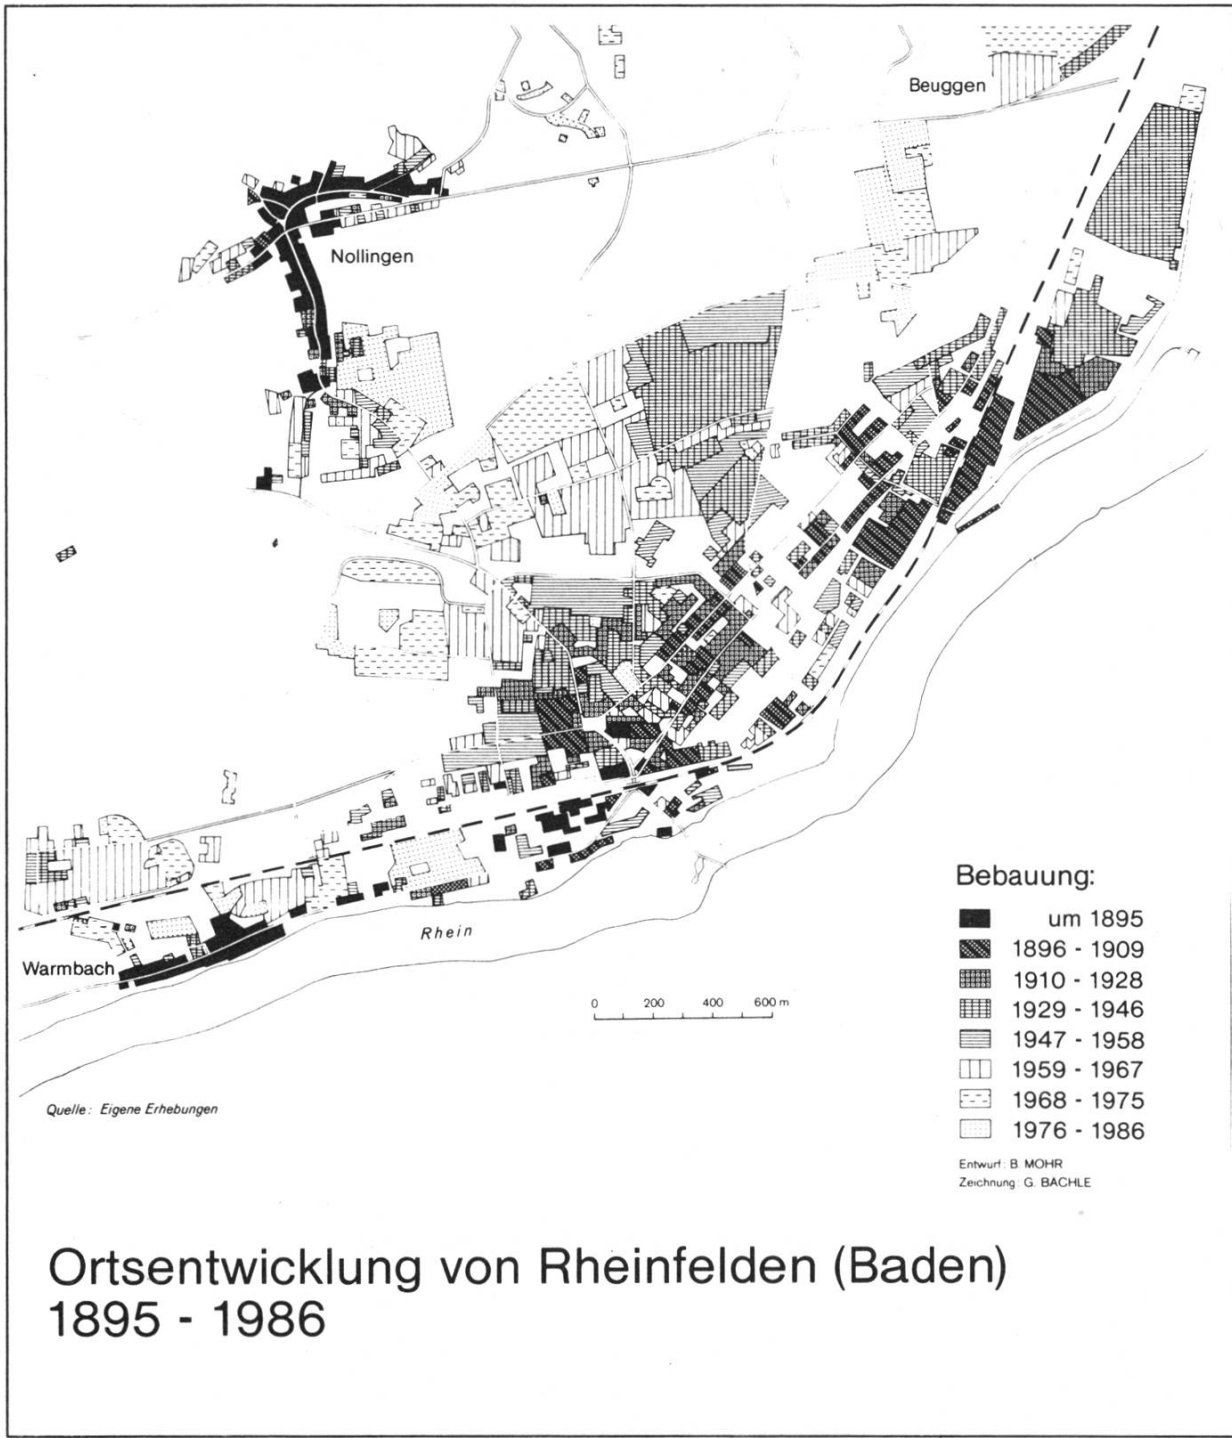 Beuggen
Nollingen
Rhein
Warmbach
0 200 400 600 m
Bebauung:
um 1895
1896 - 1909
1910 - 1928
1929 - 1946
1947 - 1958
1959 - 1967
1968 - 1975
1976 - 1986
Quelle: Eigene Erhebungen
Entwurf: B. MOHR
Zeichnung: G. BACHLE
Ortsentwicklung von Rheinfelden (Baden)
1895 - 1986